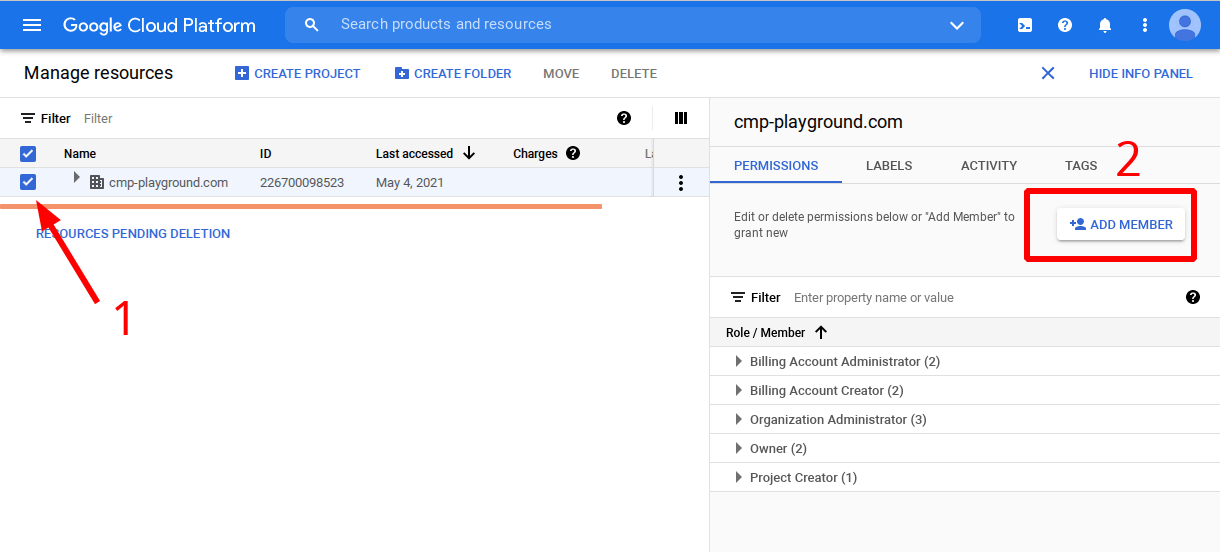 Google Cloud Platform Search products and resources
Manage resources CREATE PROJECT CREATE FOLDER MOVE DELETE HIDE INFO PANEL
Filter Filter
Name ID Last accessed Charges
cmp-playground.com 226700098523 May 4, 2021
RESOURCES PENDING DELETION
1
cmp-playground.com
PERMISSIONS LABELS ACTIVITY TAGS
2
Edit or delete permissions below or "Add Member" to
grant new
ADD MEMBER
Filter Enter property name or value
Role / Member
Billing Account Administrator (2)
Billing Account Creator (2)
Organization Administrator (3)
Owner (2)
Project Creator (1)